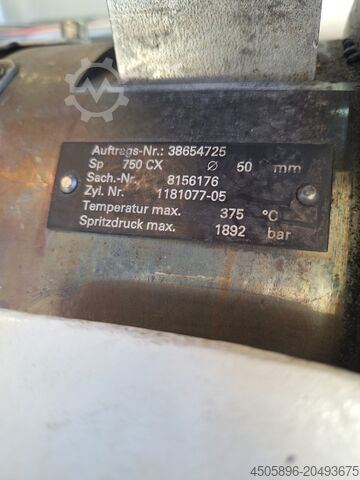 Auftrags-Nr.: 38654725
Sp 750 CX Ø 50 mm
Sach.-Nr. 8156176
Zyl. Nr. 1181077-05
Temperatur max. 375 °C
Spritzdruck max. 1892 bar
4505896-20493675